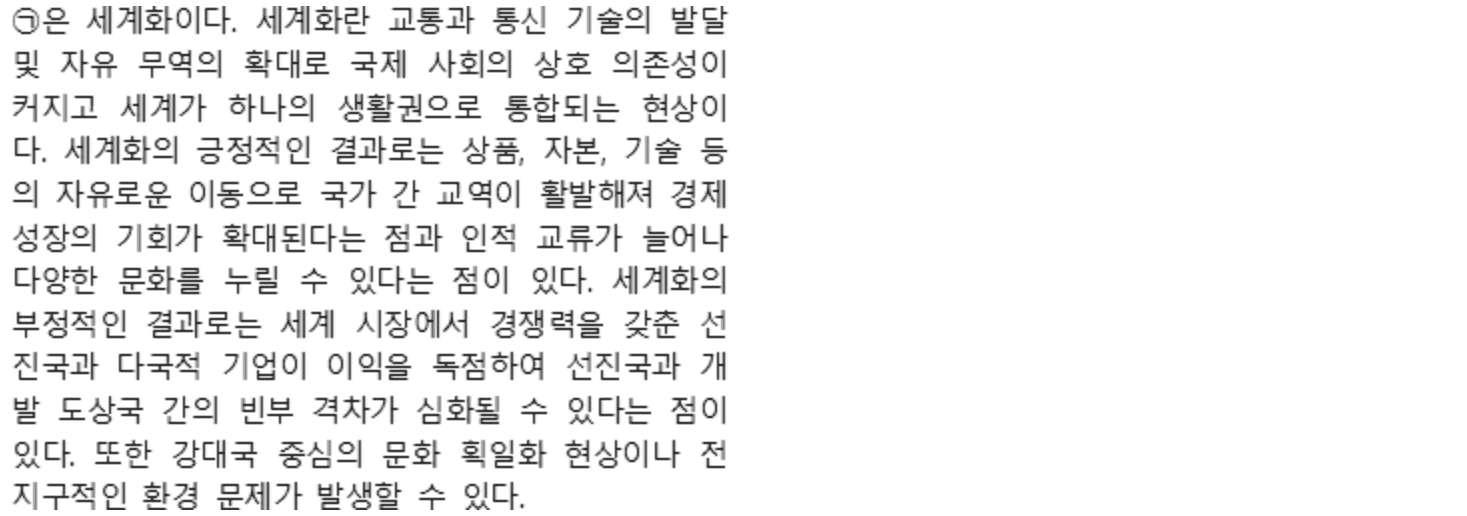 ㉠은 세계화이다. 세계화란 교통과 통신 기술의 발달
및 자유 무역의 확대로 국제 사회의 상호 의존성이
커지고 세계가 하나의 생활권으로 통합되는 현상이
다. 세계화의 긍정적인 결과로는 상품, 자본, 기술 등
의 자유로운 이동으로 국가 간 교역이 활발해져 경제
성장의 기회가 확대된다는 점과 인적 교류가 늘어나
다양한 문화를 누릴 수 있다는 점이 있다. 세계화의
부정적인 결과로는 세계 시장에서 경쟁력을 갖춘 선
진국과 다국적 기업이 이익을 독점하여 선진국과 개
발 도상국 간의 빈부 격차가 심화될 수 있다는 점이
있다. 또한 강대국 중심의 문화 획일화 현상이나 전
지구적인 환경 문제가 발생할 수 있다.